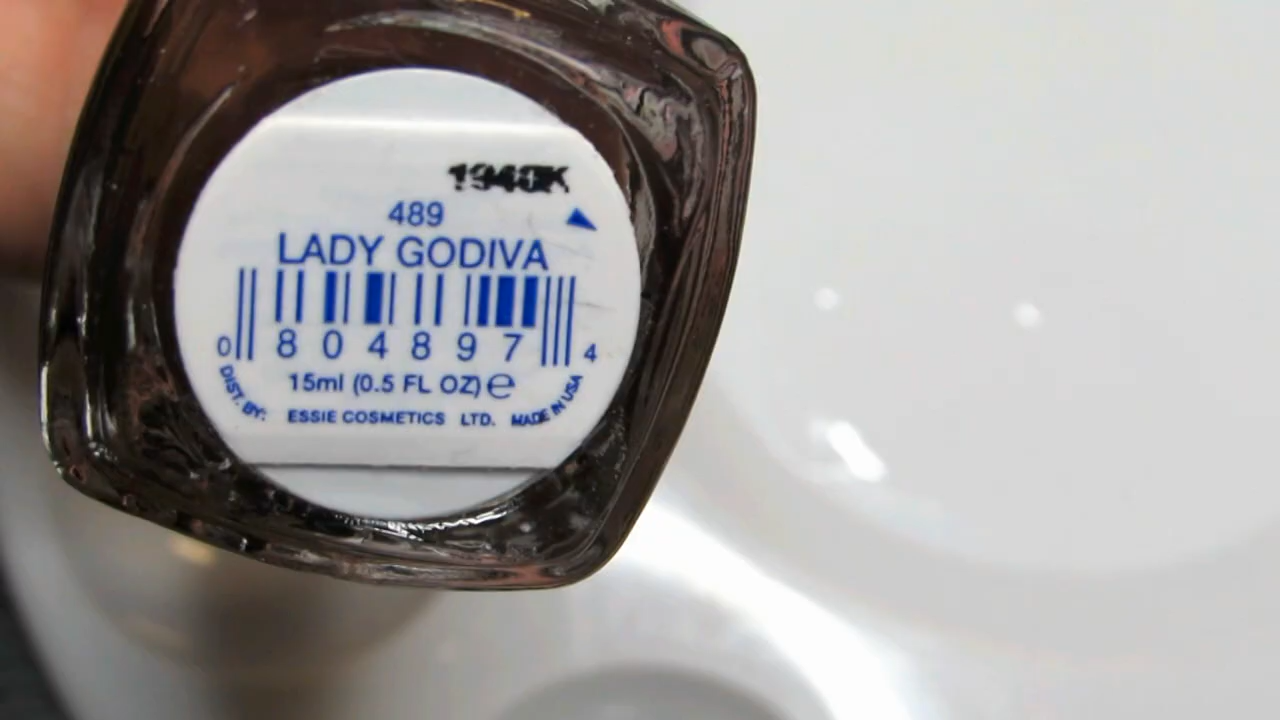 1940K
489
LADY GODIVA
0 804897 4
15ml (0.5 FL OZ) e
DIST. BY: ESSIE COSMETICS LTD. MADE IN USA